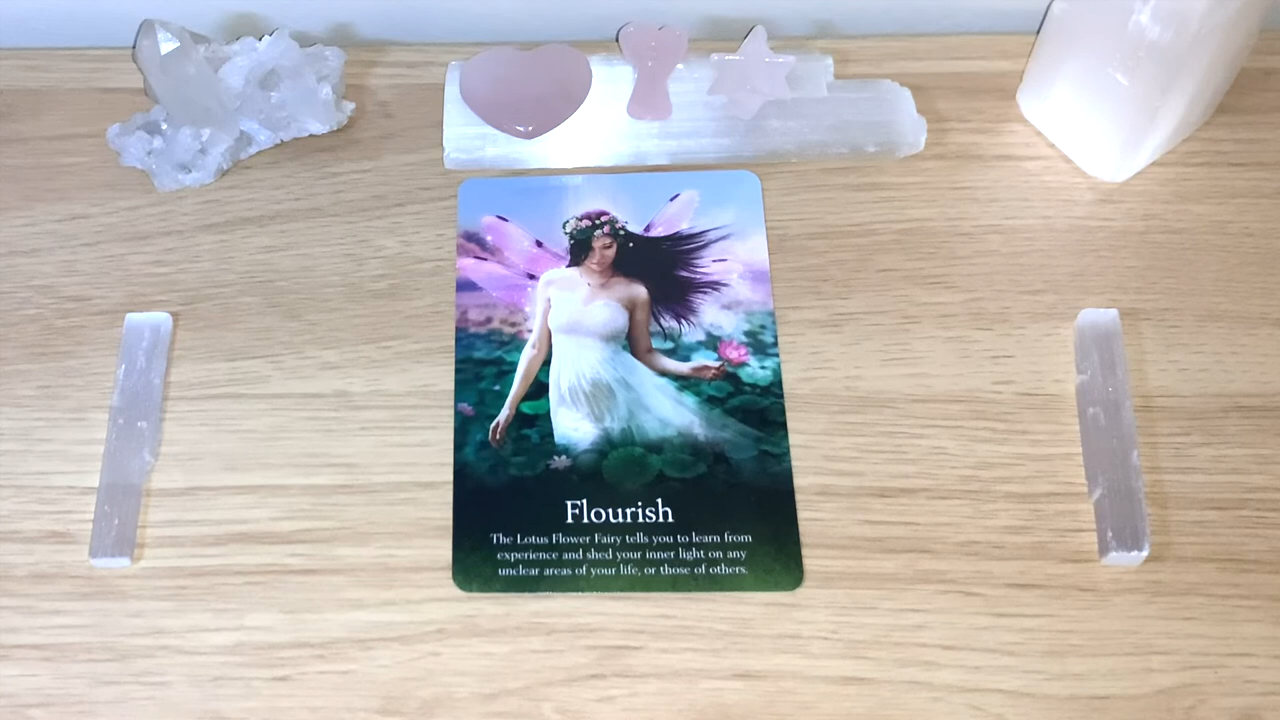 Flourish
The Lotus Flower Fairy tells you to learn from
experience and shed your inner light on any
unclear areas of your life, or those of others.